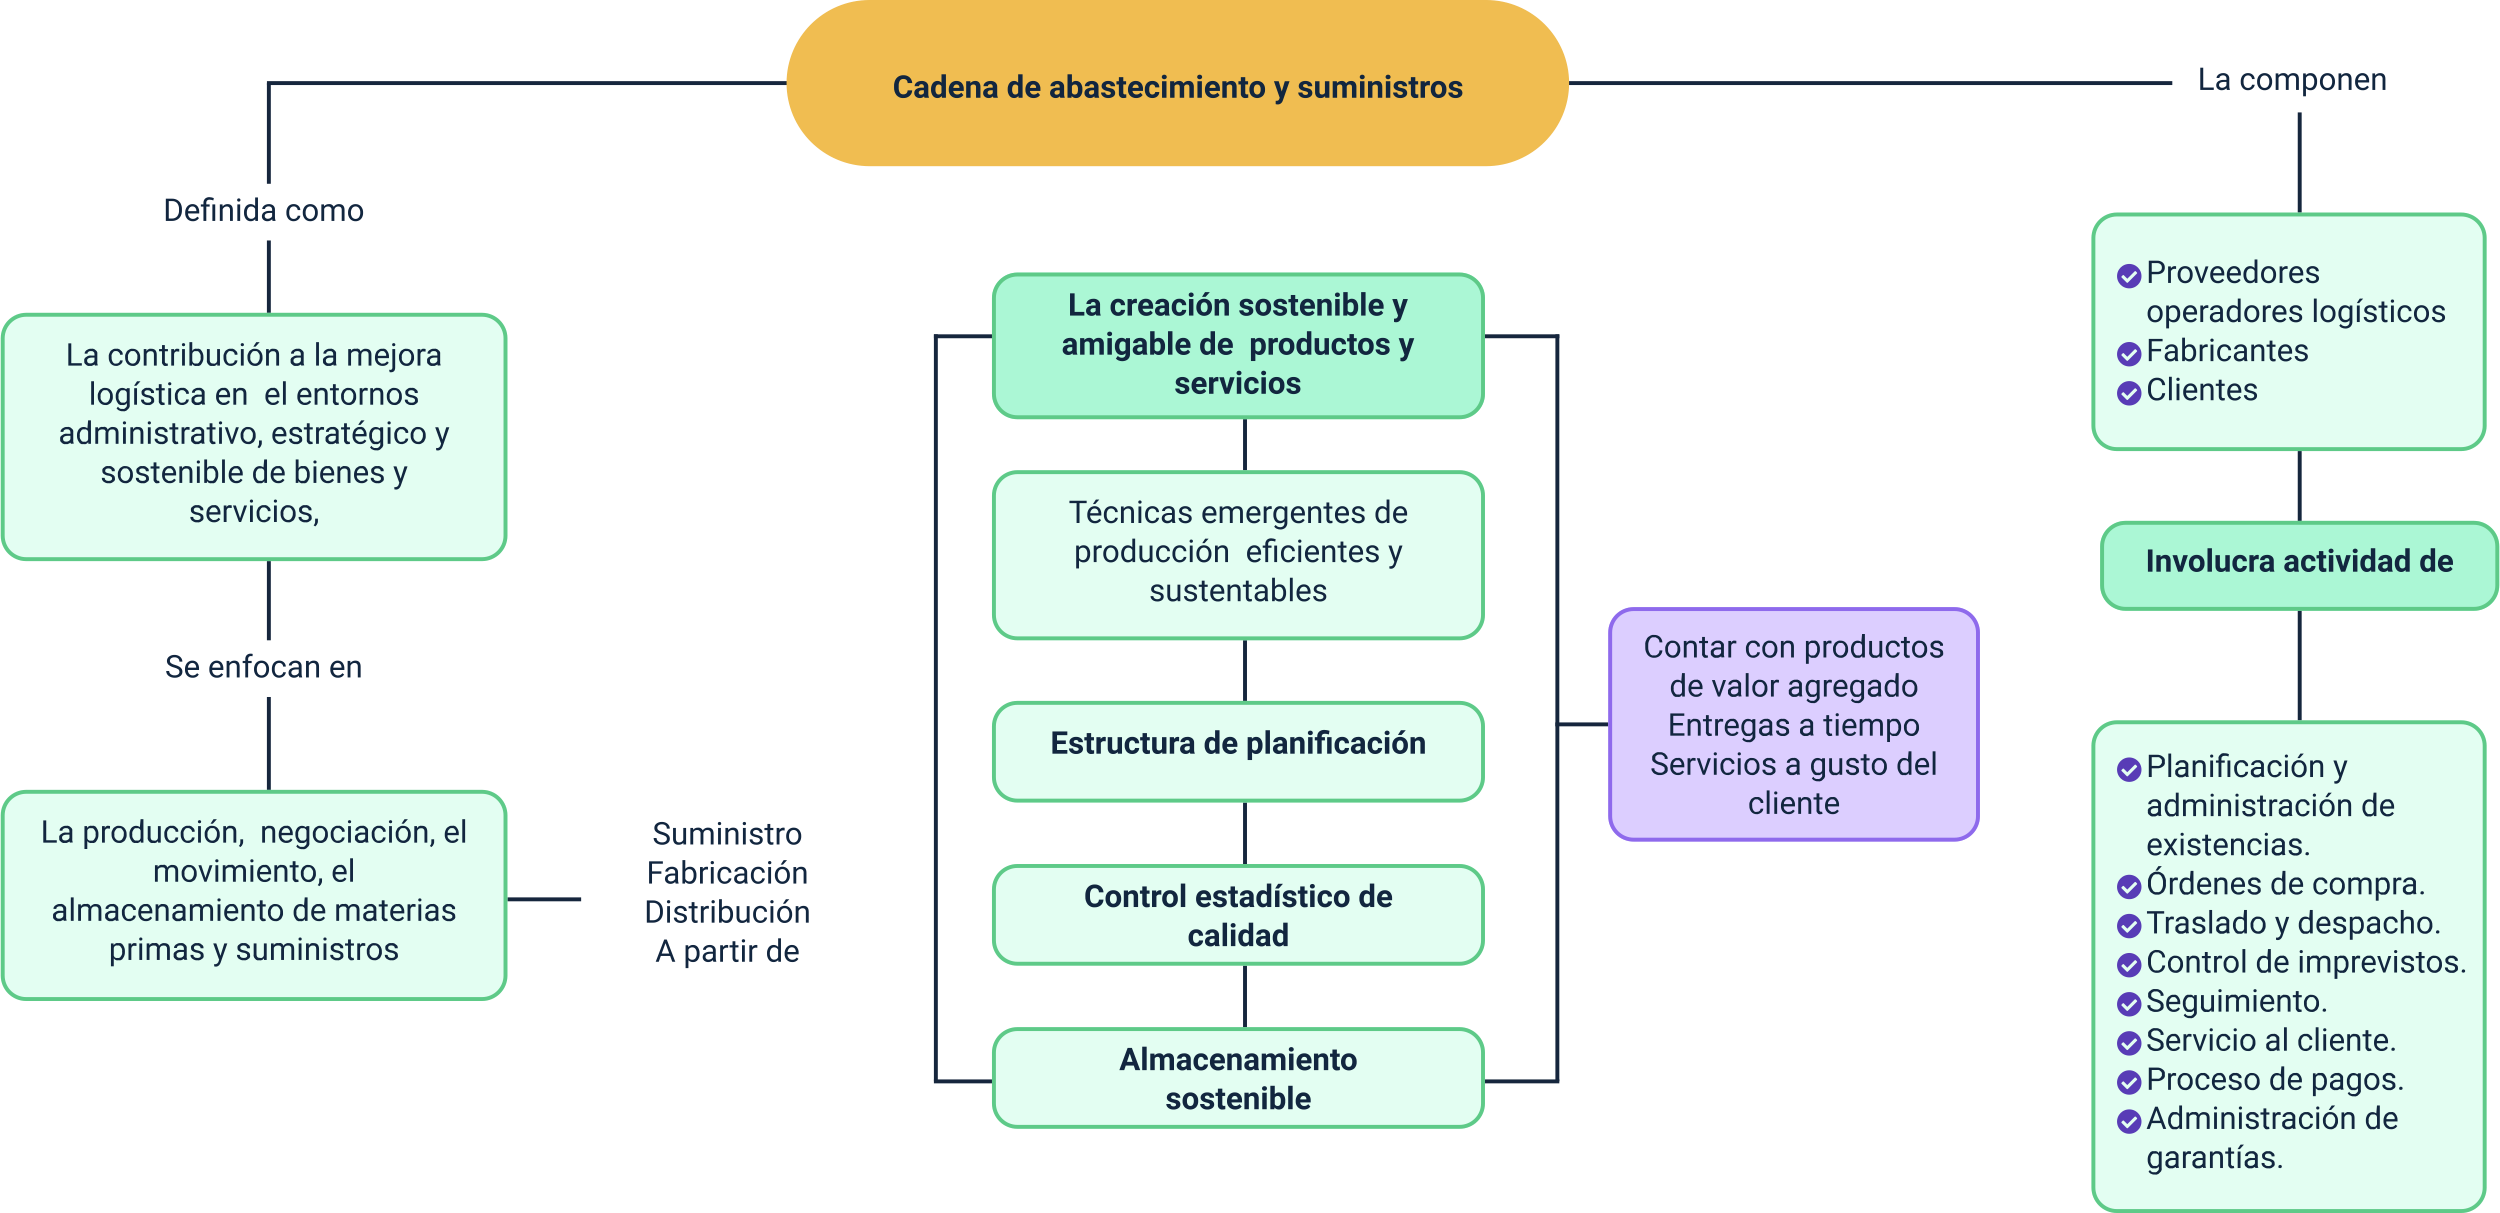 Cadena de abastecimiento y suministros
La componen
Definida como
La contribución a la mejora
logística en el entornos
administrativo, estratégico y
sostenible de bienes y
servicios,
Se enfocan en
La producción, negociación, el
movimiento, el
almacenamiento de materias
primas y suministros
Suministro
Fabricación
Distribución
A partir de
La creación sostenible y
amigable de productos y
servicios
Técnicas emergentes de
producción eficientes y
sustentables
Estructura de planificación
Control estadístico de
calidad
Almacenamiento
sostenible
Contar con productos
de valor agregado
Entregas a tiempo
Servicios a gusto del
cliente
Proveedores
operadores logísticos
Fabricantes
Clientes
Involucra actividad de
Planificación y
administración de
existencias.
Órdenes de compra.
Traslado y despacho.
Control de imprevistos.
Seguimiento.
Servicio al cliente.
Proceso de pagos.
Administración de
garantías.